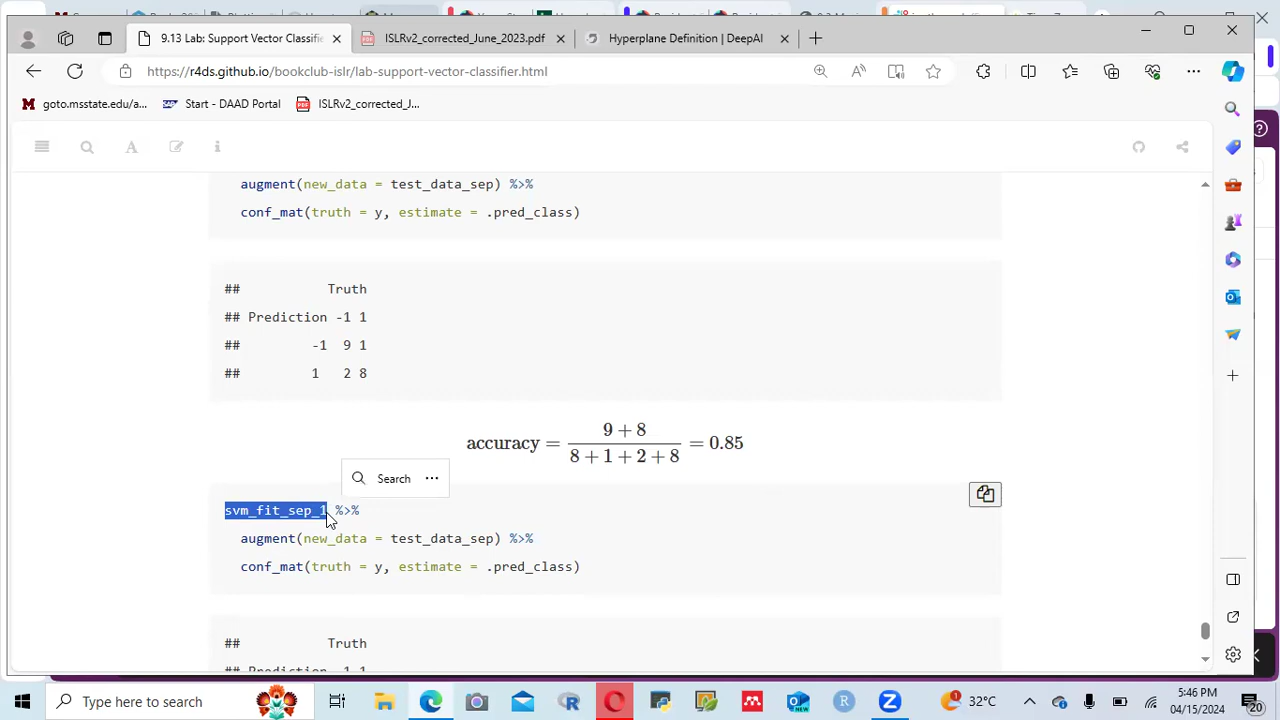 9.13 Lab: Support Vector Classifie
ISLRv2_corrected_June_2023.pdf
Hyperplane Definition | DeepAI
https://r4ds.github.io/bookclub-islr/lab-support-vector-classifier.html
goto.msstate.edu/a...
Start - DAAD Portal
ISLRv2_corrected_J...
augment(new_data = test_data_sep) %>%
conf_mat(truth = y, estimate = .pred_class)
## Truth
## Prediction -1 1
## -1 9 1
## 1 2 8
accuracy = 9 + 8 / 8 + 1 + 2 + 8 = 0.85
Search ...
svm_fit_sep_1 %>%
augment(new_data = test_data_sep) %>%
conf_mat(truth = y, estimate = .pred_class)
## Truth
## Prediction -1 1
Type here to search
32°C
5:46 PM
04/15/2024
20